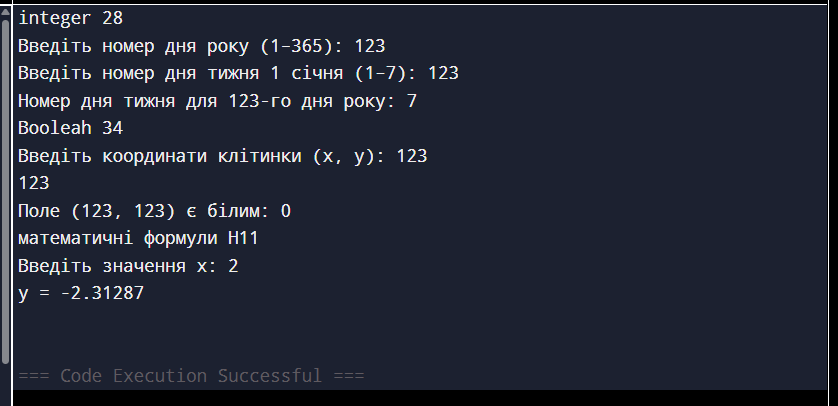 integer 28
Введіть номер дня року (1–365): 123
Введіть номер дня тижня 1 січня (1–7): 123
Номер дня тижня для 123-го дня року: 7
Booleah 34
Введіть координати клітинки (x, y): 123
123
Поле (123, 123) є білим: 0
математичні формули H11
Введіть значення x: 2
y = -2.31287
=== Code Execution Successful ===